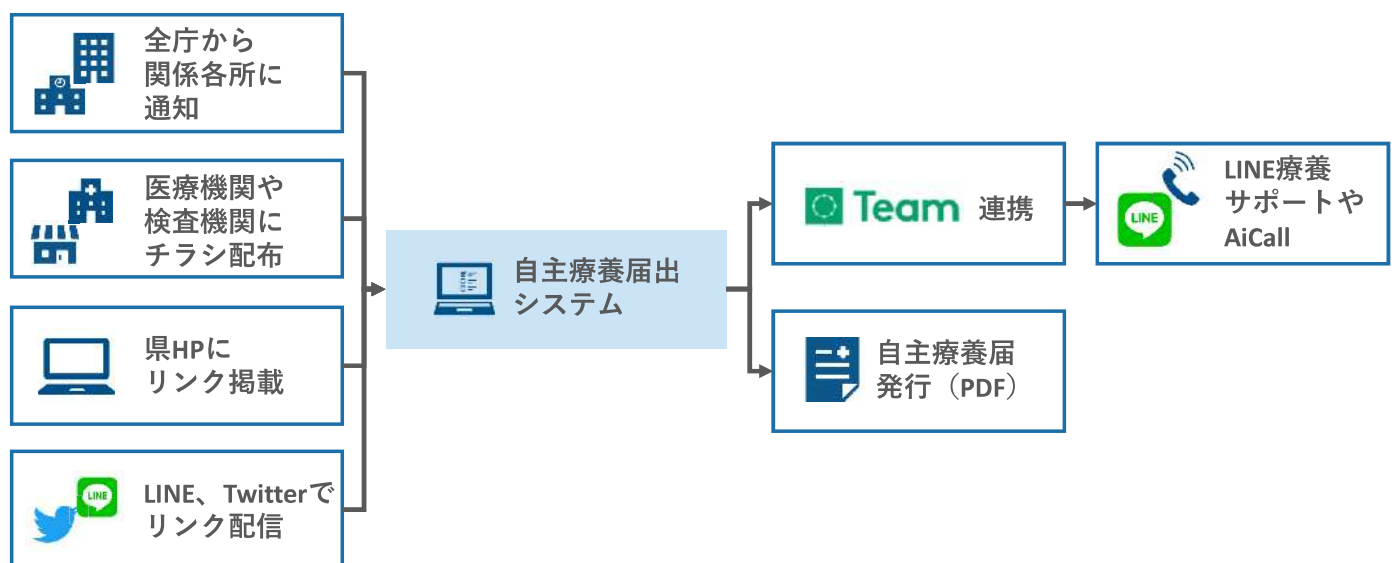 全庁から
関係各所に
通知
医療機関や
検査機関に
チラシ配布
県HPに
リンク掲載
LINE
LINE、Twitterで
リンク配信
自主療養届出
システム
Team 連携
LINE
LINE療養
サポートや
AiCall
自主療養届
発行（PDF）